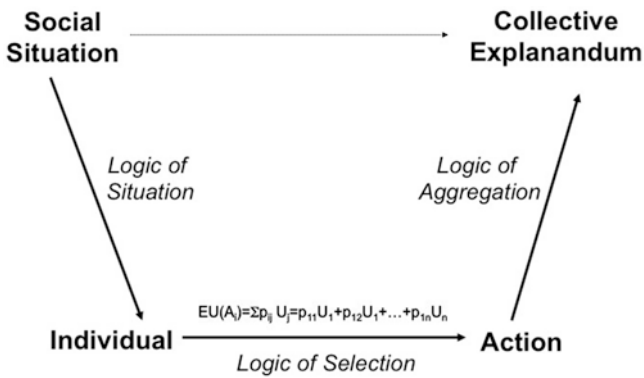 Social
Situation
Collective
Explanandum
Logic of
Situation
Logic of
Aggregation
EU(Aᵢ)=Σpᵢⱼ Uⱼ=p₁₁U₁+p₁₂U₁+…+p₁ₙUₙ
Individual
Action
Logic of Selection